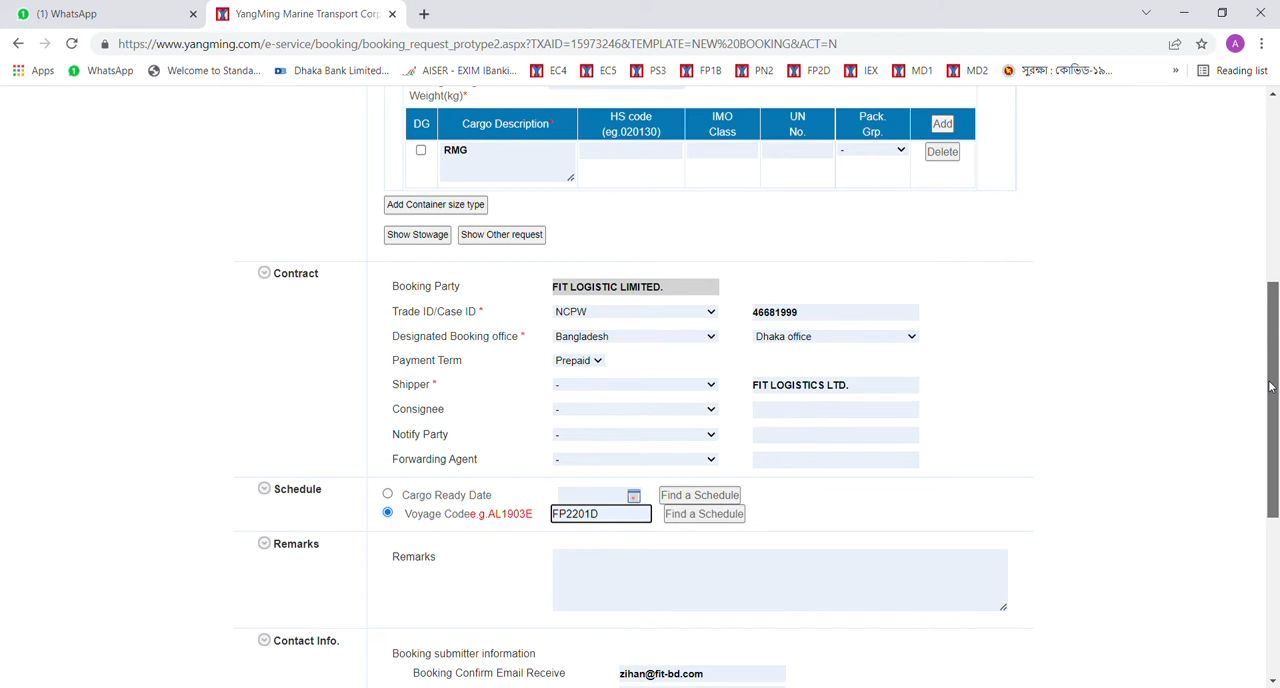 (1) WhatsApp
YangMing Marine Transport Corp
https://www.yangming.com/e-service/booking/booking_request_protype2.aspx?TXAID=15973246&TEMPLATE=NEW%20BOOKING&ACT=N
A
Apps WhatsApp Welcome to Standa... Dhaka Bank Limited... AISER - EXIM IBanki... EC4 EC5 PS3 FP1B PN2 FP2D IEX MD1 MD2 সুরক্ষা : কোভিড-১৯... » Reading list
Weight(kg)*
DG Cargo Description* HS code (eg.020130) IMO Class UN No. Pack. Grp. Add
RMG - Delete
Add Container size type
Show Stowage Show Other request
Contract
Booking Party FIT LOGISTIC LIMITED.
Trade ID/Case ID * NCPW 46681999
Designated Booking office * Bangladesh Dhaka office
Payment Term Prepaid
Shipper * - FIT LOGISTICS LTD.
Consignee -
Notify Party -
Forwarding Agent -
Schedule
Cargo Ready Date Find a Schedule
Voyage Codee.g.AL1903E FP2201D Find a Schedule
Remarks
Remarks
Contact Info.
Booking submitter information
Booking Confirm Email Receive zihan@fit-bd.com